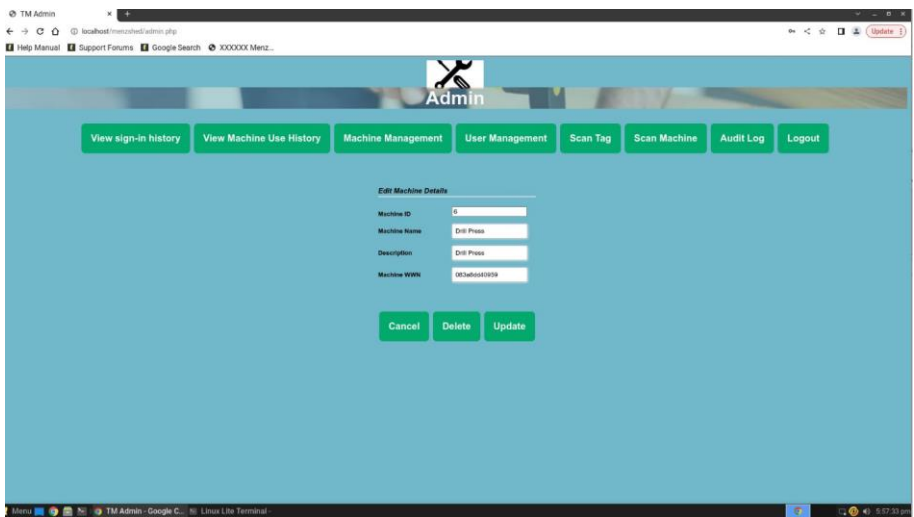 TM Admin
localhost/menzshed/admin.php
Update
Help Manual Support Forums Google Search XXXXXX Menz...
Admin
View sign-in history View Machine Use History Machine Management User Management Scan Tag Scan Machine Audit Log Logout
Edit Machine Details
Machine ID 6
Machine Name Drill Press
Description Drill Press
Machine WWN
Cancel Delete Update
Menu TM Admin - Google C... Linux Lite Terminal - 5:57:33 pm